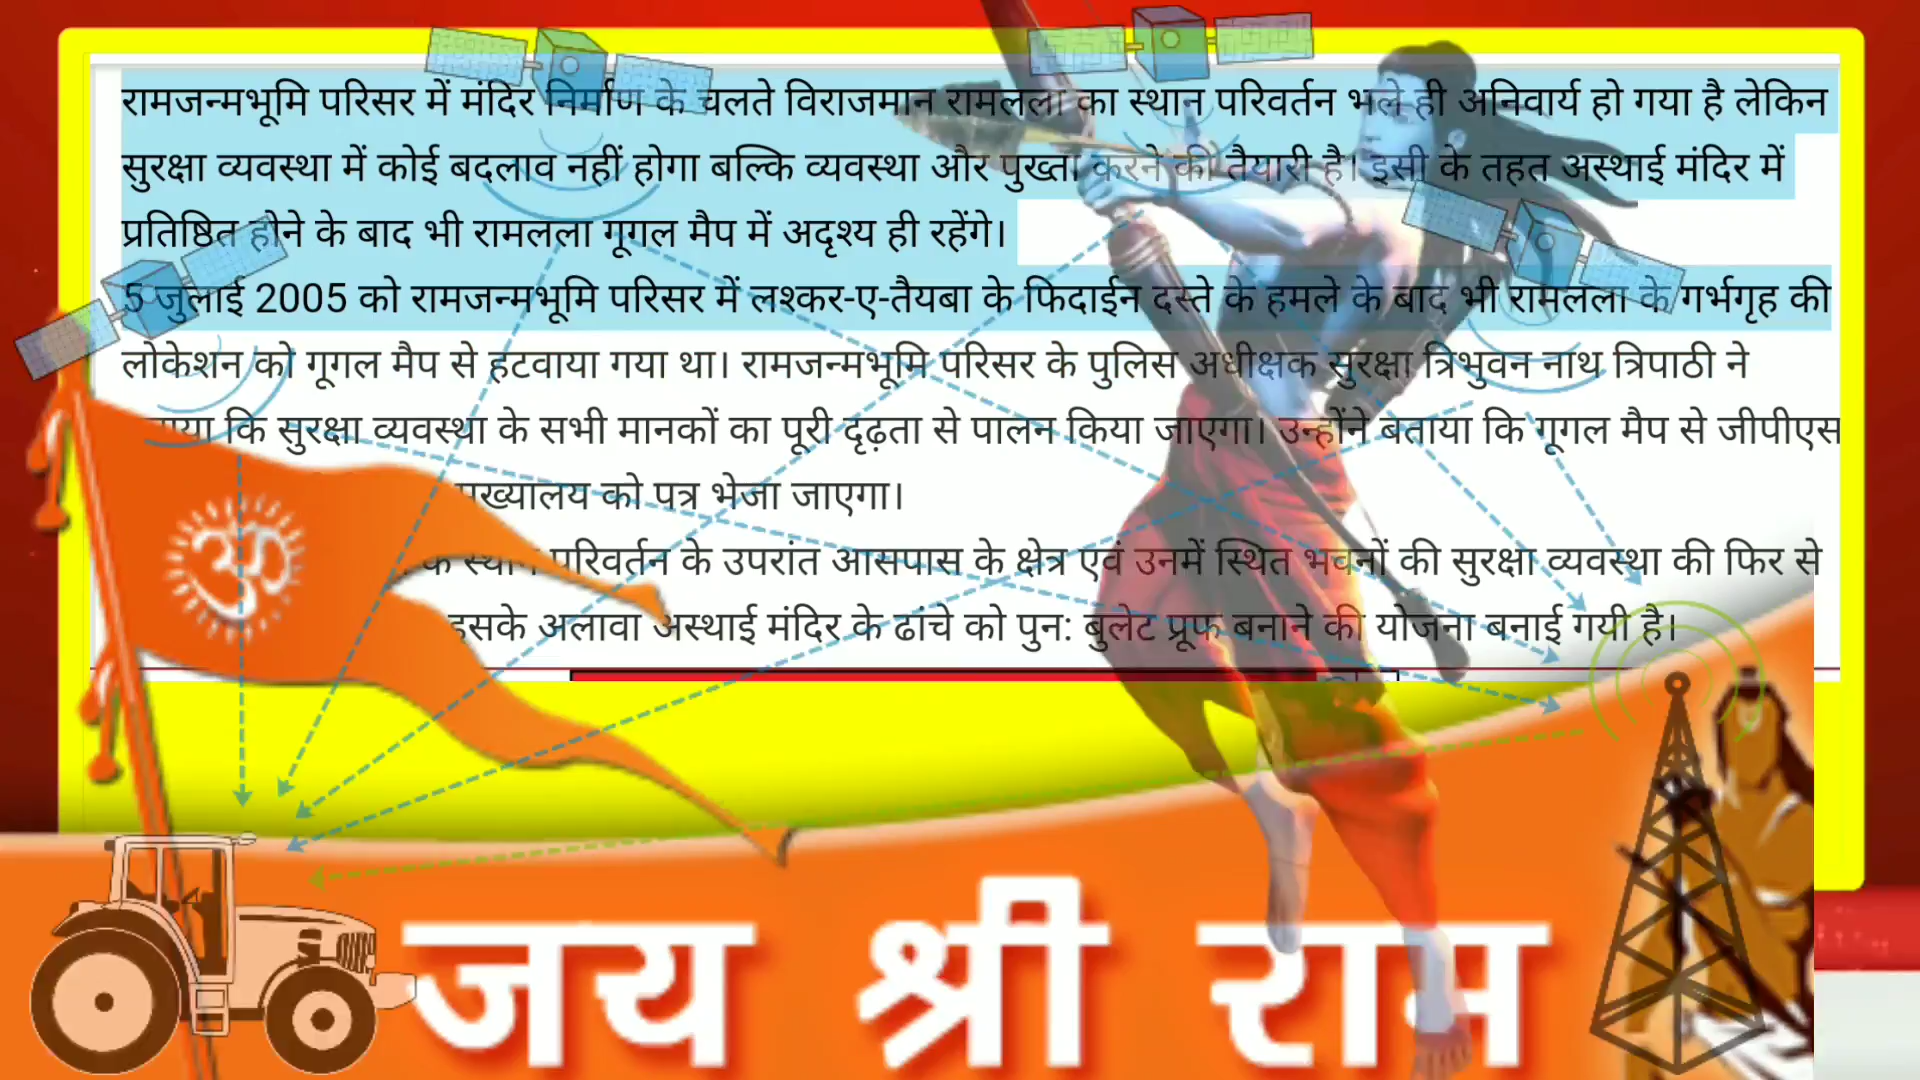 रामजन्मभूमि परिसर में मंदिर निर्माण के चलते विराजमान रामलला का स्थान परिवर्तन भले ही अनिवार्य हो गया है लेकिन
सुरक्षा व्यवस्था में कोई बदलाव नहीं होगा बल्कि व्यवस्था और पुख्ता करने की तैयारी है। इसी के तहत अस्थाई मंदिर में
प्रतिष्ठित होने के बाद भी रामलला गूगल मैप में अदृश्य ही रहेंगे।
5 जुलाई 2005 को रामजन्मभूमि परिसर में लश्कर-ए-तैयबा के फिदाईन दस्ते के हमले के बाद भी रामलला के गर्भगृह की
लोकेशन को गूगल मैप से हटवाया गया था। रामजन्मभूमि परिसर के पुलिस अधीक्षक सुरक्षा त्रिभुवन नाथ त्रिपाठी ने
कि सुरक्षा व्यवस्था के सभी मानकों का पूरी दृढ़ता से पालन किया जाएगा। उन्होंने बताया कि गूगल मैप से जीपीएस
को पत्र भेजा जाएगा।
के स्थान परिवर्तन के उपरांत आसपास के क्षेत्र एवं उनमें स्थित भवनों की सुरक्षा व्यवस्था की फिर से
इसके अलावा अस्थाई मंदिर के ढांचे को पुन: बुलेट प्रूफ बनाने की योजना बनाई गयी है।
ॐ
जय श्री राम